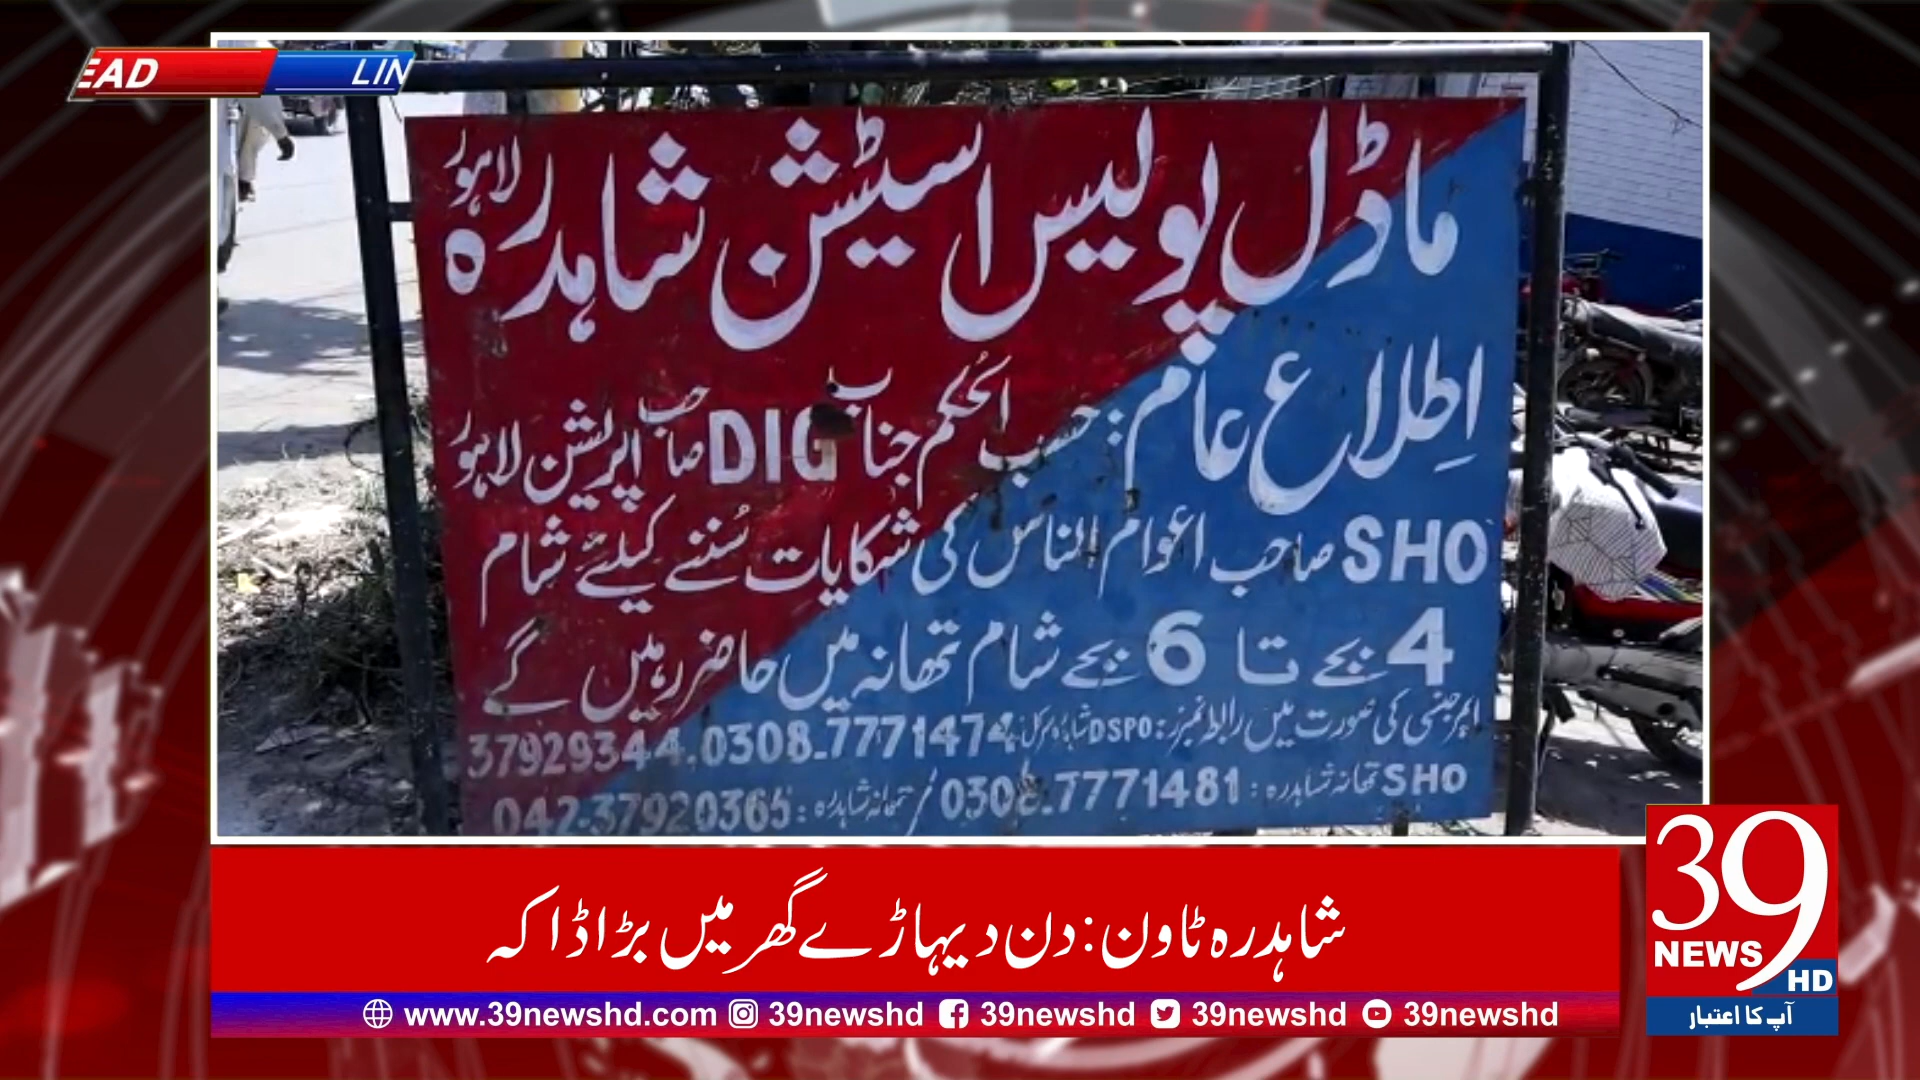 EAD LIN
ماڈل پولیس اسٹیشن شاہدرہ لاہور
اطلاع عام: حسب الحکم جناب DIG صاحب اپریشن لاہور
SHO صاحب اعوام الناس کی شکایات سُننے کیلئے شام
4 بجے تا 6 بجے شام تھانہ میں حاضر رہیں گے
ایمرجنسی کی صورت میں رابطہ نمبرز: DSPO شاہدرہ سرکل: 0308-7771474, 37929344
SHO تھانہ شاہدرہ: 0308-7771481 / تھانہ شاہدرہ: 042-37920365
شاہدرہ ٹاون: دن دیہاڑے گھر میں بڑا ڈاکہ
39
NEWS
HD
آپ کا اعتبار
www.39newshd.com 39newshd 39newshd 39newshd 39newshd